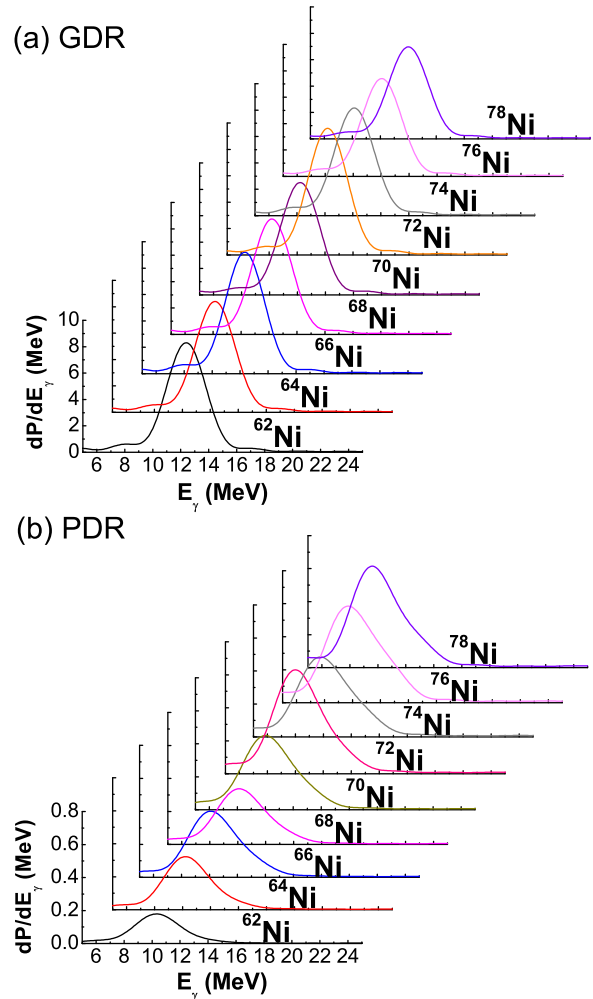 (a) GDR
⁷⁸Ni
⁷⁶Ni
⁷⁴Ni
⁷²Ni
⁷⁰Ni
⁶⁸Ni
⁶⁶Ni
⁶⁴Ni
⁶²Ni
10
8
6
4
2
0
dP/dEᵧ (MeV)
6 8 10 12 14 16 18 20 22 24
Eᵧ (MeV)
(b) PDR
⁷⁸Ni
⁷⁶Ni
⁷⁴Ni
⁷²Ni
⁷⁰Ni
⁶⁸Ni
⁶⁶Ni
⁶⁴Ni
⁶²Ni
0.8
0.6
0.4
0.2
0.0
dP/dEᵧ (MeV)
6 8 10 12 14 16 18 20 22 24
Eᵧ (MeV)